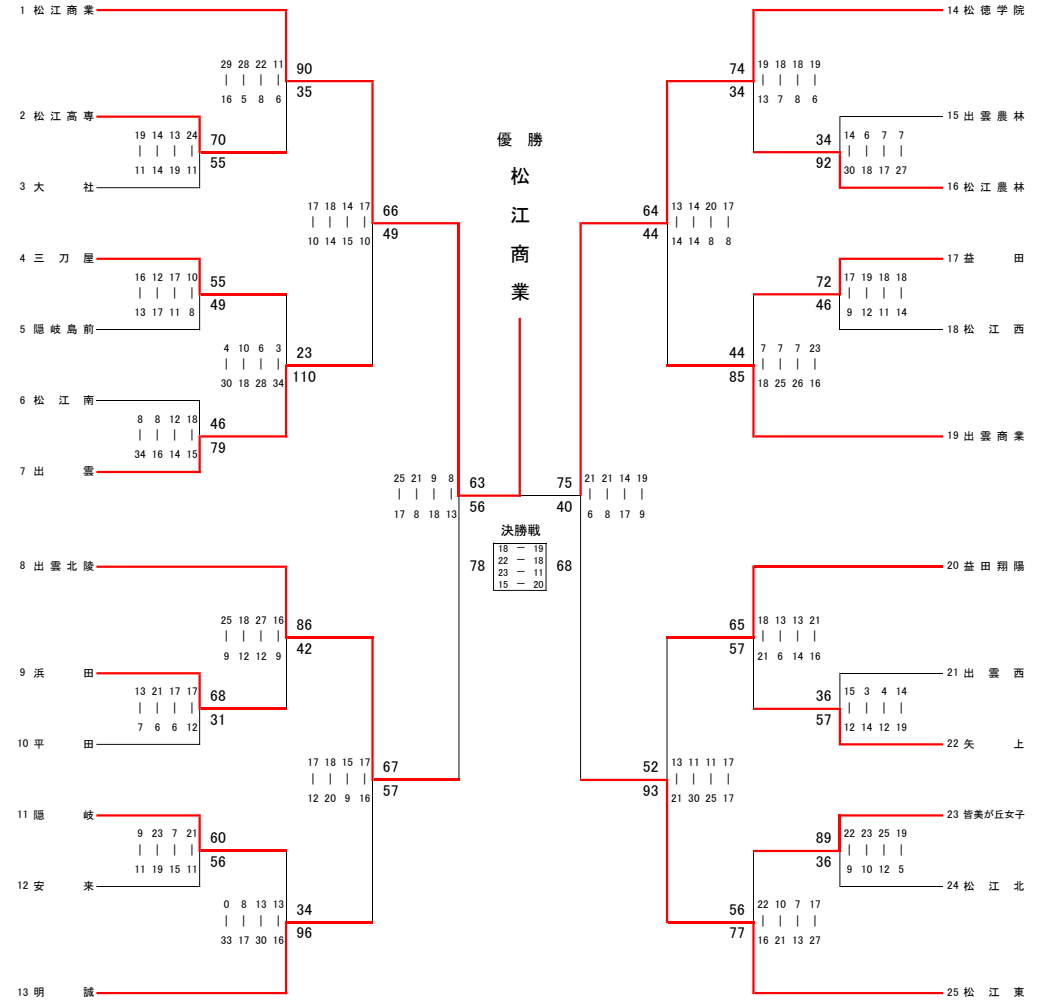 1 松江商業
29 28 22 11
| | | |
16 5 8 6
90
35
2 松江高専
19 14 13 24
| | | |
11 14 19 11
70
55
3 大社
17 18 14 17
| | | |
10 14 15 10
66
49
4 三刀屋
16 12 17 10
| | | |
13 17 11 8
55
49
5 隠岐島前
4 10 6 3
| | | |
30 18 28 34
23
110
6 松江南
8 8 12 18
| | | |
34 16 14 15
46
79
7 出雲
25 21 9 8
| | | |
17 8 18 13
63
56
8 出雲北陵
25 18 27 16
| | | |
9 12 12 9
86
42
9 浜田
13 21 17 17
| | | |
7 6 6 12
68
31
10 平田
17 18 15 17
| | | |
12 20 9 16
67
57
11 隠岐
9 23 7 21
| | | |
11 19 15 11
60
56
12 安来
0 8 13 13
| | | |
33 17 30 16
34
96
13 明誠
優勝
松江商業
決勝戦
78
18 － 19
22 － 18
23 － 11
15 － 20
68
14 松徳学院
74
34
19 18 18 19
| | | |
13 7 8 6
15 出雲農林
34
92
14 6 7 7
| | | |
30 18 17 27
16 松江農林
64
44
13 14 20 17
| | | |
14 14 8 8
17 益田
72
46
17 19 18 18
| | | |
9 12 11 14
18 松江西
44
85
7 7 7 23
| | | |
18 25 26 16
19 出雲商業
75
40
21 21 14 19
| | | |
6 8 17 9
20 益田翔陽
65
57
18 13 13 21
| | | |
21 6 14 16
21 出雲西
36
57
15 3 4 14
| | | |
12 14 12 19
22 矢上
52
93
13 11 11 17
| | | |
21 30 25 17
23 皆美が丘女子
89
36
22 23 25 19
| | | |
9 10 12 5
24 松江北
56
77
22 10 7 17
| | | |
16 21 13 27
25 松江東